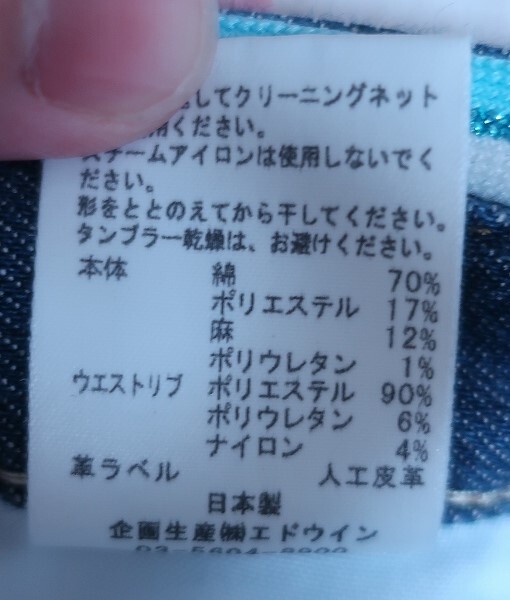 してクリーニングネット
ください。
スチームアイロンは使用しないでく
ださい。
形をととのえてから干してください。
タンブラー乾燥は、お避けください。
本体 綿 70%
ポリエステル 17%
麻 12%
ポリウレタン 1%
ウエストリブ ポリエステル 90%
ポリウレタン 6%
ナイロン 4%
革ラベル 人工皮革
日本製
企画生産㈱エドウイン